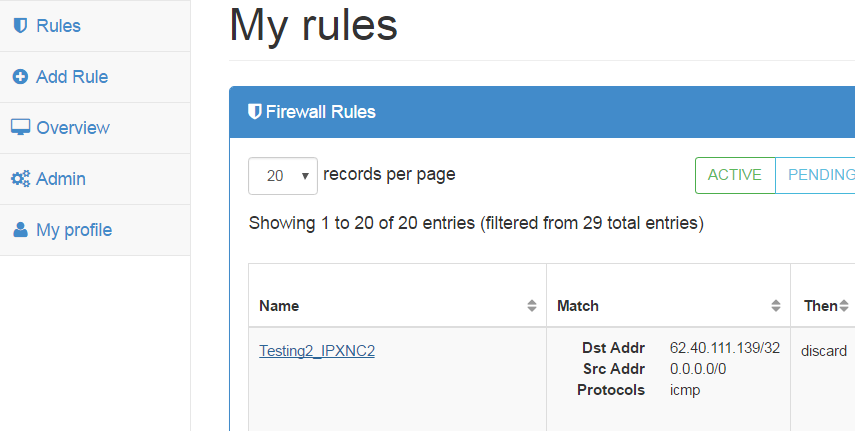 My rules
Rules
Add Rule
Overview
Admin
My profile
Firewall Rules
20 records per page
ACTIVE PENDING
Showing 1 to 20 of 20 entries (filtered from 29 total entries)
Name Match Then
Testing2_IPXNC2 Dst Addr 62.40.111.139/32 discard
Src Addr 0.0.0.0/0
Protocols icmp